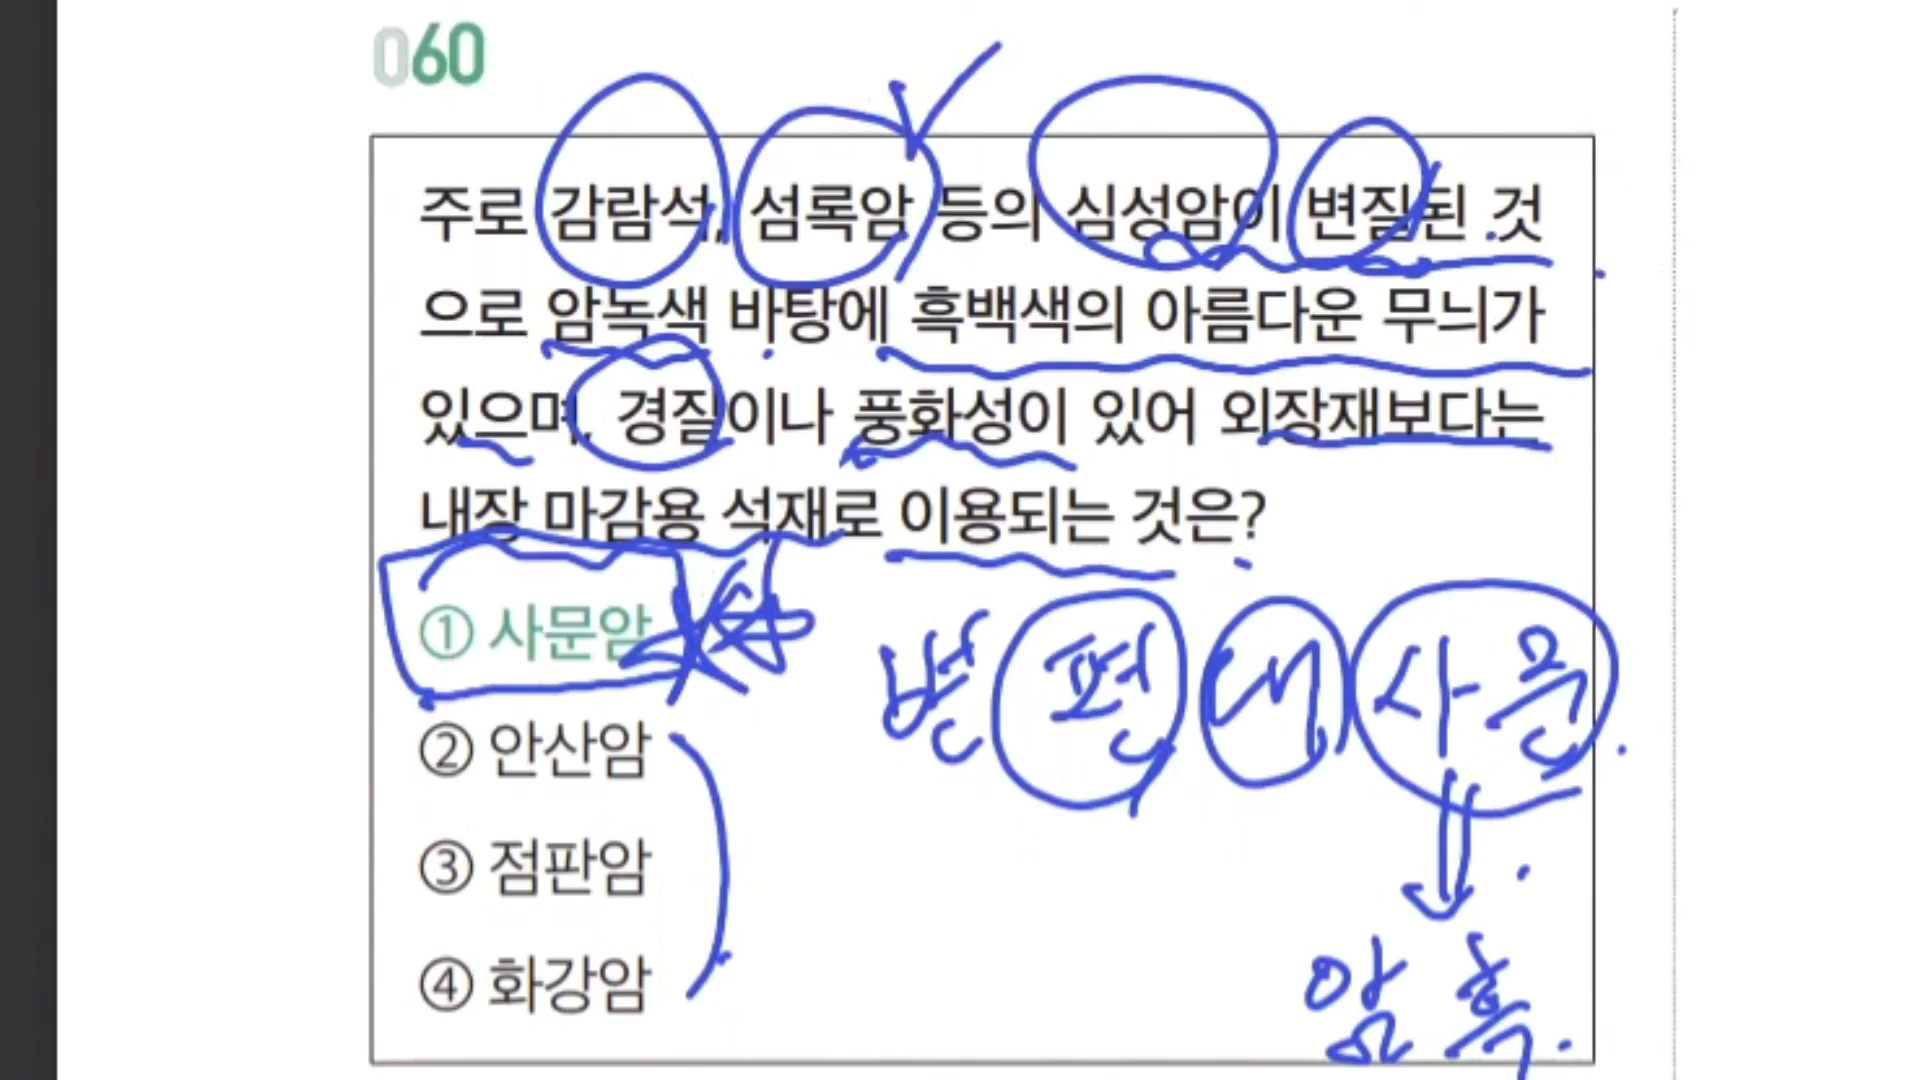 060
주로 감람석, 섬록암 등의 심성암이 변질된 것
으로 암녹색 바탕에 흑백색의 아름다운 무늬가
있으며, 경질이나 풍화성이 있어 외장재보다는
내장 마감용 석재로 이용되는 것은?
① 사문암
변 편 대 사문
② 안산암
③ 점판암
④ 화강암
암 흑